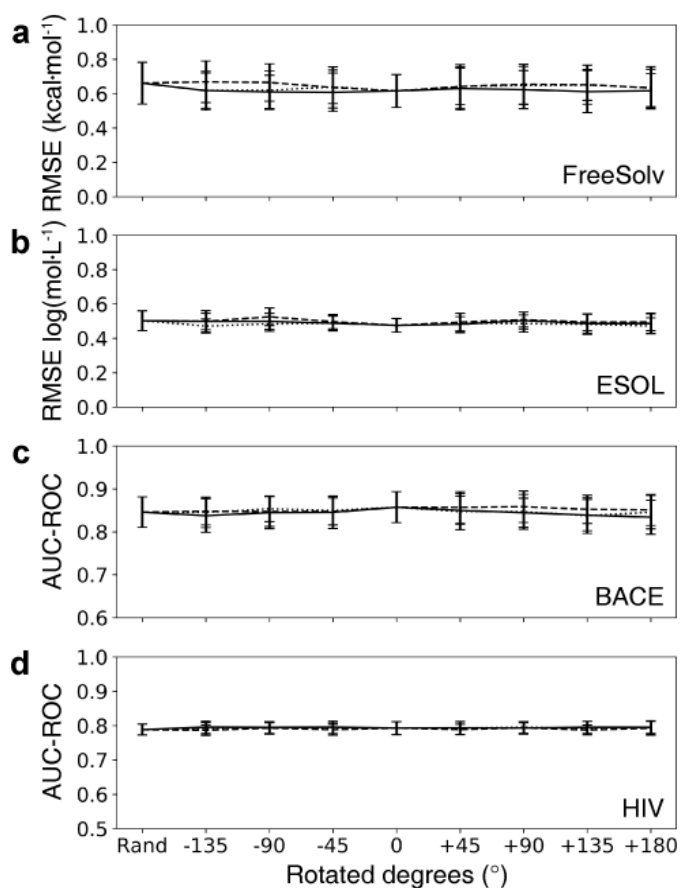 a
RMSE (kcal·mol⁻¹)
1.0
0.8
0.6
0.4
0.2
0.0
FreeSolv
b
RMSE log(mol·L⁻¹)
1.0
0.8
0.6
0.4
0.2
0.0
ESOL
c
AUC-ROC
1.0
0.9
0.8
0.7
0.6
BACE
d
AUC-ROC
1.0
0.9
0.8
0.7
0.6
0.5
HIV
Rand -135 -90 -45 0 +45 +90 +135 +180
Rotated degrees (°)